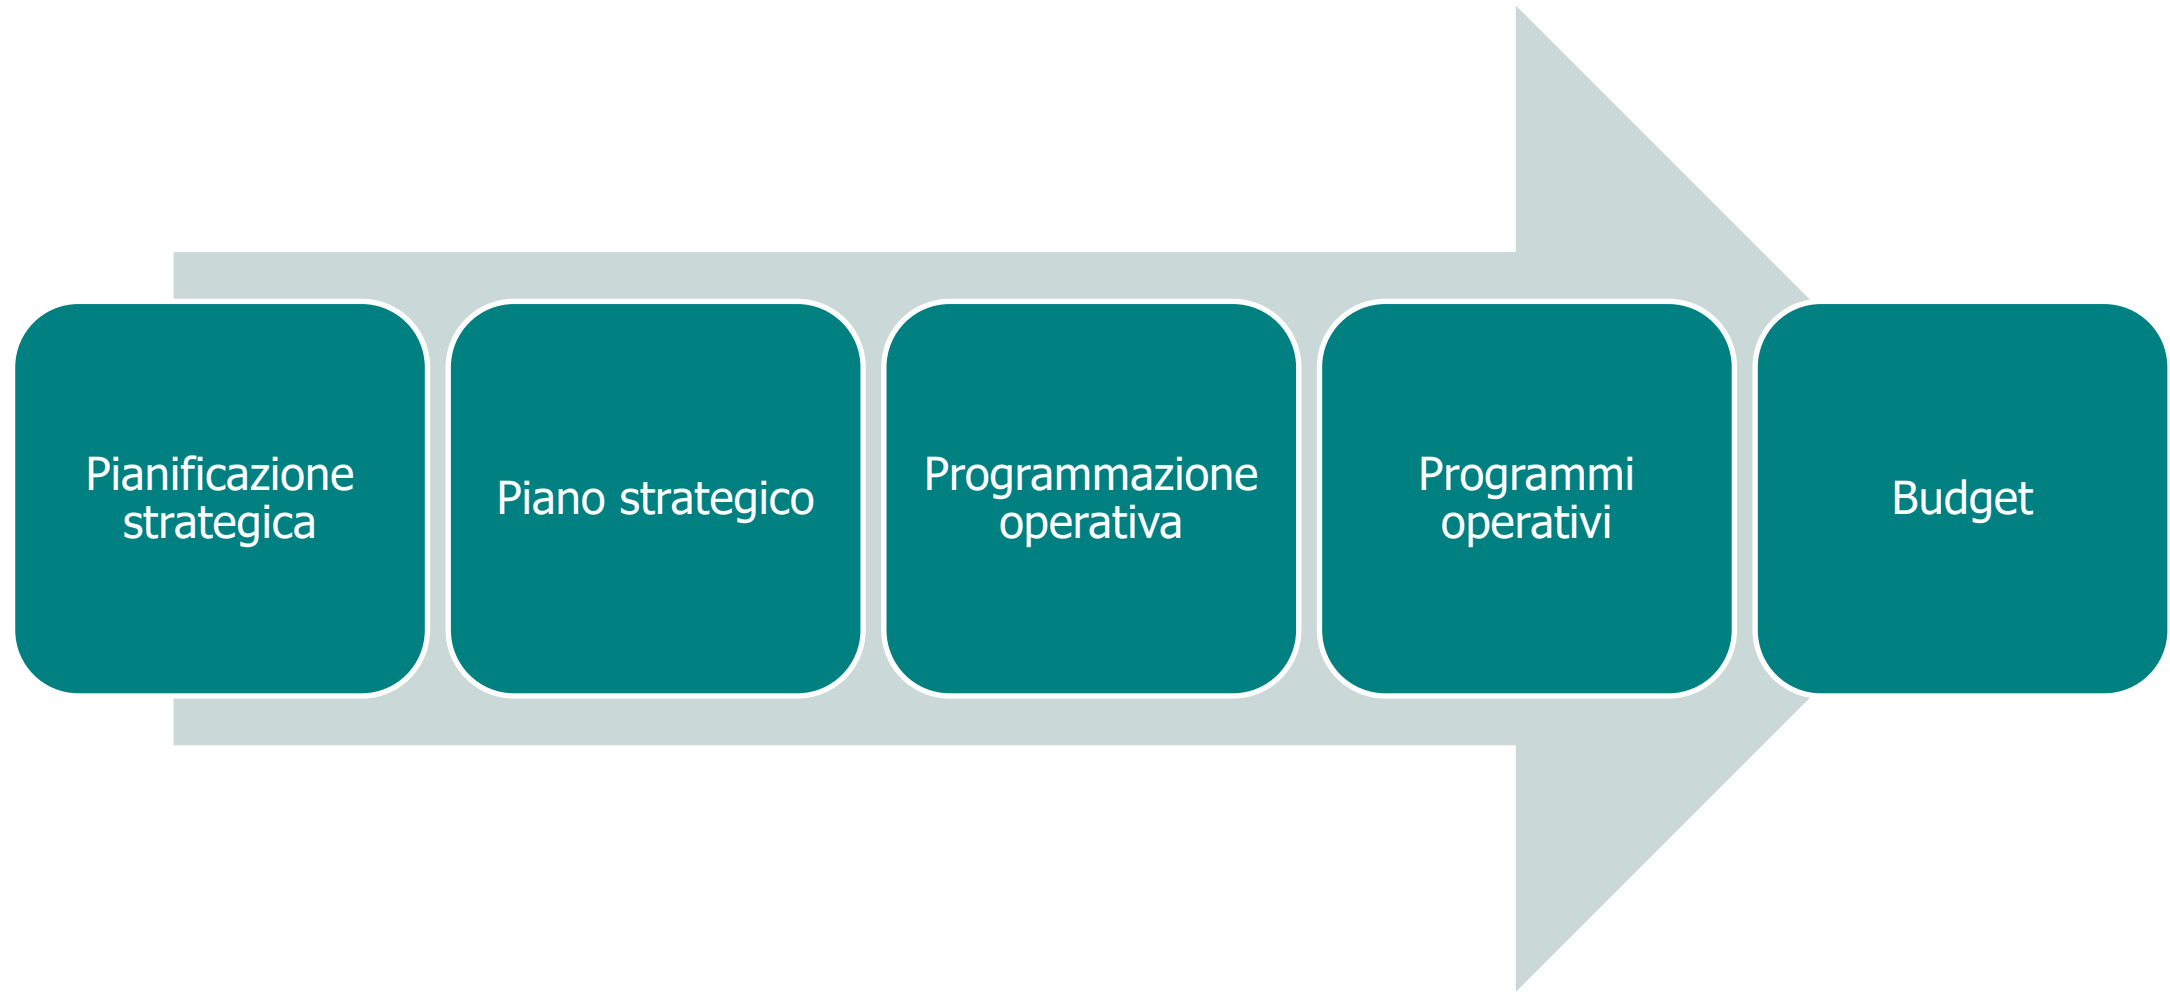 Pianificazione
strategica
Piano strategico
Programmazione
operativa
Programmi
operativi
Budget